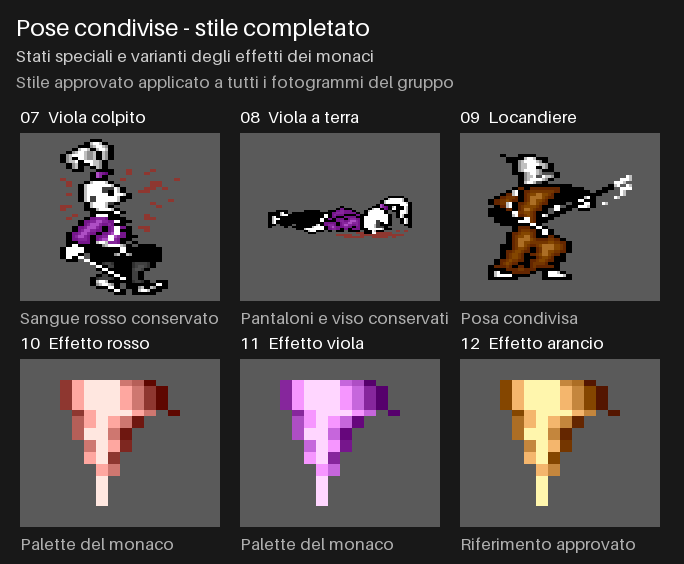 Pose condivise - stile completato
Stati speciali e varianti degli effetti dei monaci
Stile approvato applicato a tutti i fotogrammi del gruppo
07 Viola colpito
08 Viola a terra
09 Locandiere
Sangue rosso conservato
Pantaloni e viso conservati
Posa condivisa
10 Effetto rosso
11 Effetto viola
12 Effetto arancio
Palette del monaco
Palette del monaco
Riferimento approvato